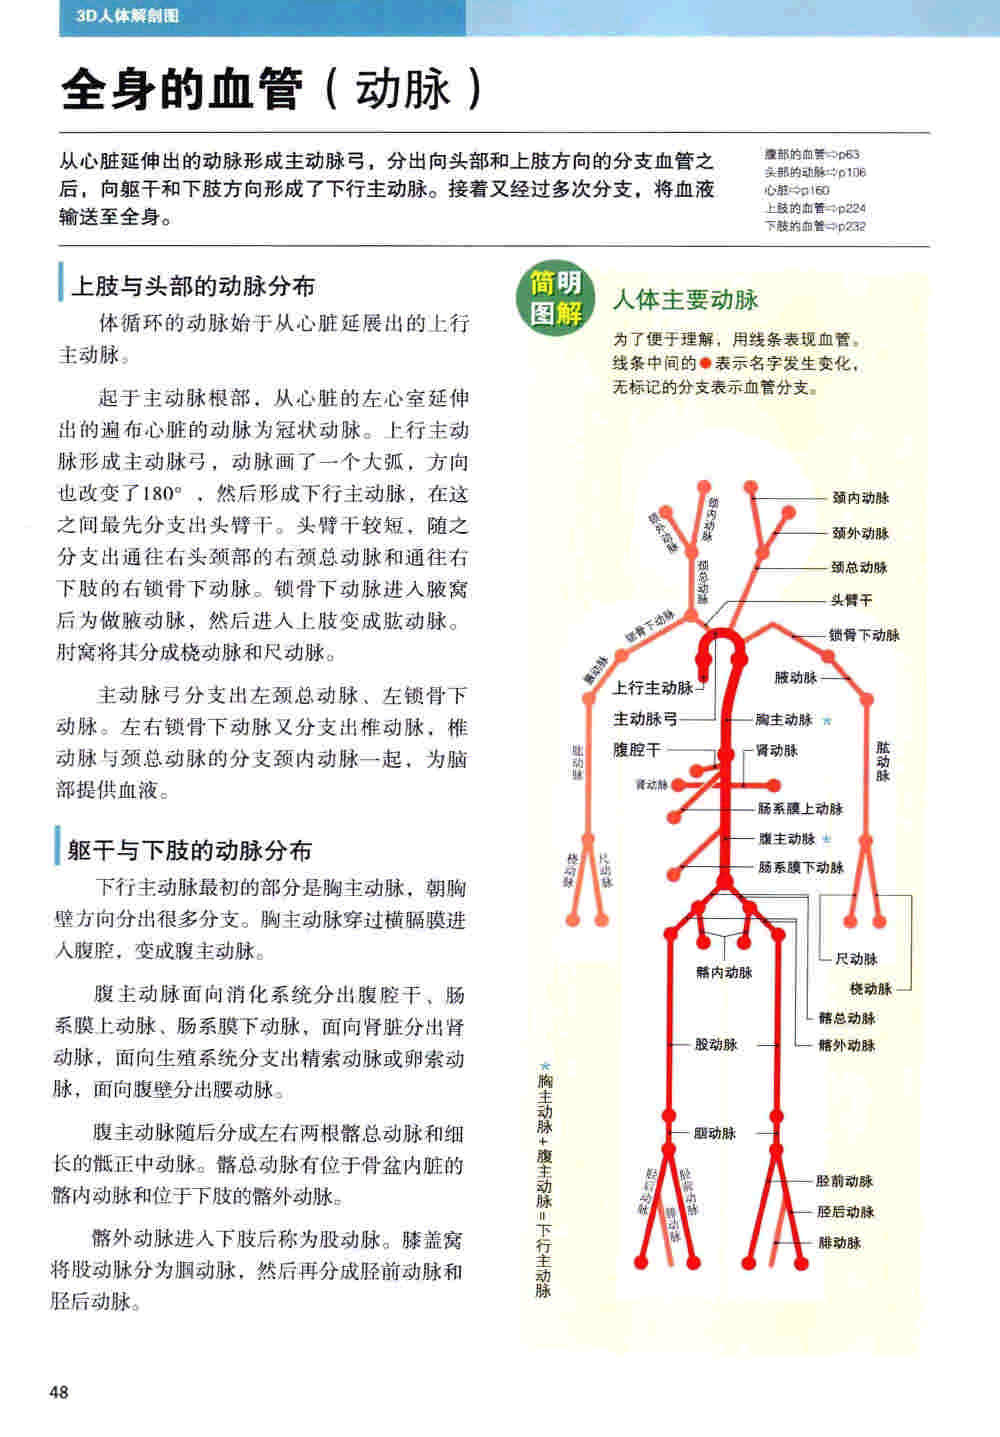 3D人体解剖图
全身的血管（动脉）
从心脏延伸出的动脉形成主动脉弓，分出向头部和上肢方向的分支血管之
后，向躯干和下肢方向形成了下行主动脉。接着又经过多次分支，将血液
输送至全身。
腹部的血管⇨p63
头部的动脉⇨p106
心脏⇨p160
上肢的血管⇨p224
下肢的血管⇨p232
上肢与头部的动脉分布
体循环的动脉始于从心脏延展出的上行
主动脉。
起于主动脉根部，从心脏的左心室延伸
出的遍布心脏的动脉为冠状动脉。上行主动
脉形成主动脉弓，动脉画了一个大弧，方向
也改变了180°，然后形成下行主动脉，在这
之间最先分支出头臂干。头臂干较短，随之
分支出通往右头颈部的右颈总动脉和通往右
下肢的右锁骨下动脉。锁骨下动脉进入腋窝
后为做腋动脉，然后进入上肢变成肱动脉。
肘窝将其分成桡动脉和尺动脉。
主动脉弓分支出左颈总动脉、左锁骨下
动脉。左右锁骨下动脉又分支出椎动脉，椎
动脉与颈总动脉的分支颈内动脉一起，为脑
部提供血液。
躯干与下肢的动脉分布
下行主动脉最初的部分是胸主动脉，朝胸
壁方向分出很多分支。胸主动脉穿过横膈膜进
入腹腔，变成腹主动脉。
腹主动脉面向消化系统分出腹腔干、肠
系膜上动脉、肠系膜下动脉，面向肾脏分出肾
动脉，面向生殖系统分支出精索动脉或卵索动
脉，面向腹壁分出腰动脉。
腹主动脉随后分成左右两根髂总动脉和细
长的骶正中动脉。髂总动脉有位于骨盆内脏的
髂内动脉和位于下肢的髂外动脉。
髂外动脉进入下肢后称为股动脉。膝盖窝
将股动脉分为腘动脉，然后再分成胫前动脉和
胫后动脉。
48
简明
图解
人体主要动脉
为了便于理解，用线条表现血管。
线条中间的●表示名字发生变化，
无标记的分支表示血管分支。
颈外动脉
颈内动脉
颈总动脉
锁骨下动脉
腋动脉
肱动脉
桡动脉
尺动脉
颈内动脉
颈外动脉
颈总动脉
头臂干
锁骨下动脉
腋动脉
上行主动脉
主动脉弓
胸主动脉 *
腹腔干
肾动脉
肾动脉
肱动脉
肠系膜上动脉
腹主动脉 *
肠系膜下动脉
髂内动脉
尺动脉
桡动脉
髂总动脉
髂外动脉
股动脉
腘动脉
胫后动脉
胫前动脉
腓动脉
胫前动脉
胫后动脉
腓动脉
*胸主动脉+腹主动脉=下行主动脉